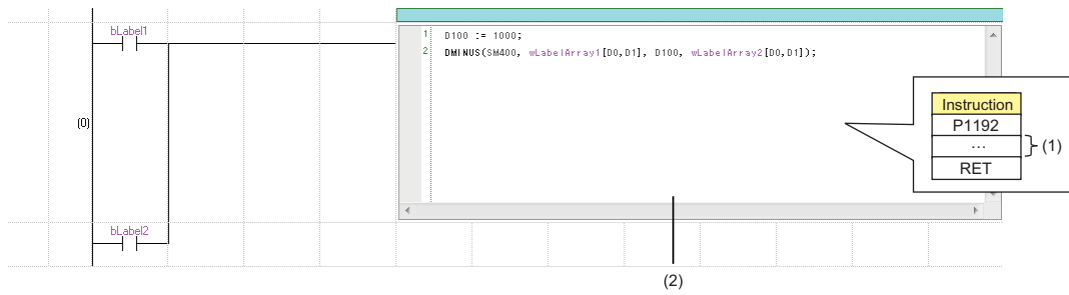 bLabel1
1 D100 := 1000;
2 DMINUS(SM400, wLabelArray1[D0,D1], D100, wLabelArray2[D0,D1]);
Instruction
P1192
(0)
… (1)
RET
bLabel2
(2)